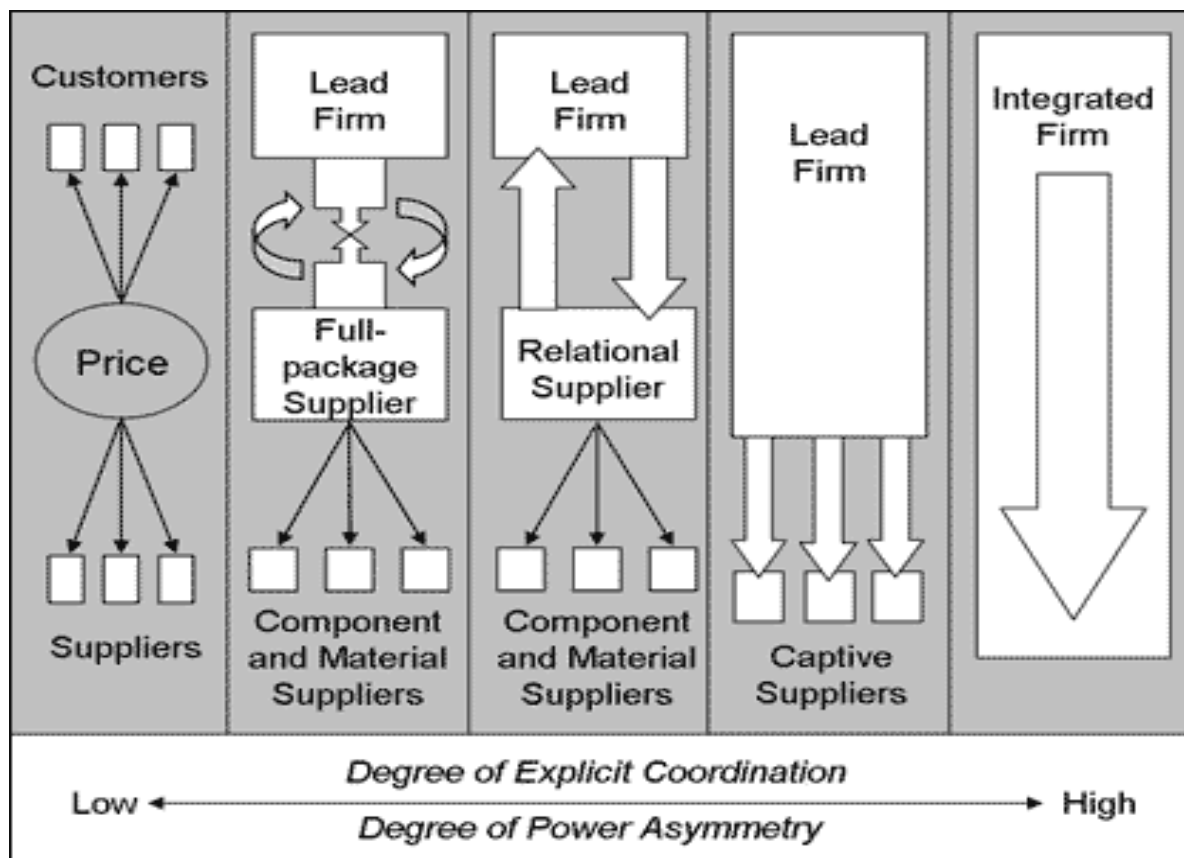 Customers
Price
Suppliers
Lead
Firm
Full-
package
Supplier
Component
and Material
Suppliers
Lead
Firm
Relational
Supplier
Component
and Material
Suppliers
Lead
Firm
Captive
Suppliers
Integrated
Firm
Degree of Explicit Coordination
Low
High
Degree of Power Asymmetry